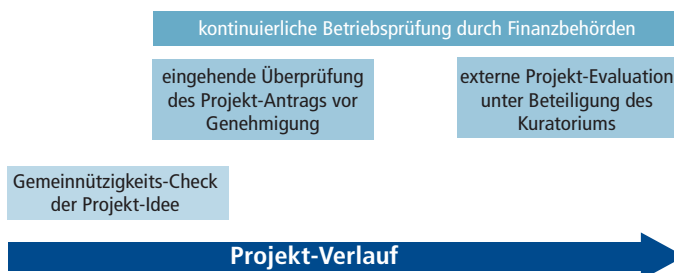 kontinuierliche Betriebsprüfung durch Finanzbehörden
eingehende Überprüfung
des Projekt-Antrags vor
Genehmigung
externe Projekt-Evaluation
unter Beteiligung des
Kuratoriums
Gemeinnützigkeits-Check
der Projekt-Idee
Projekt-Verlauf